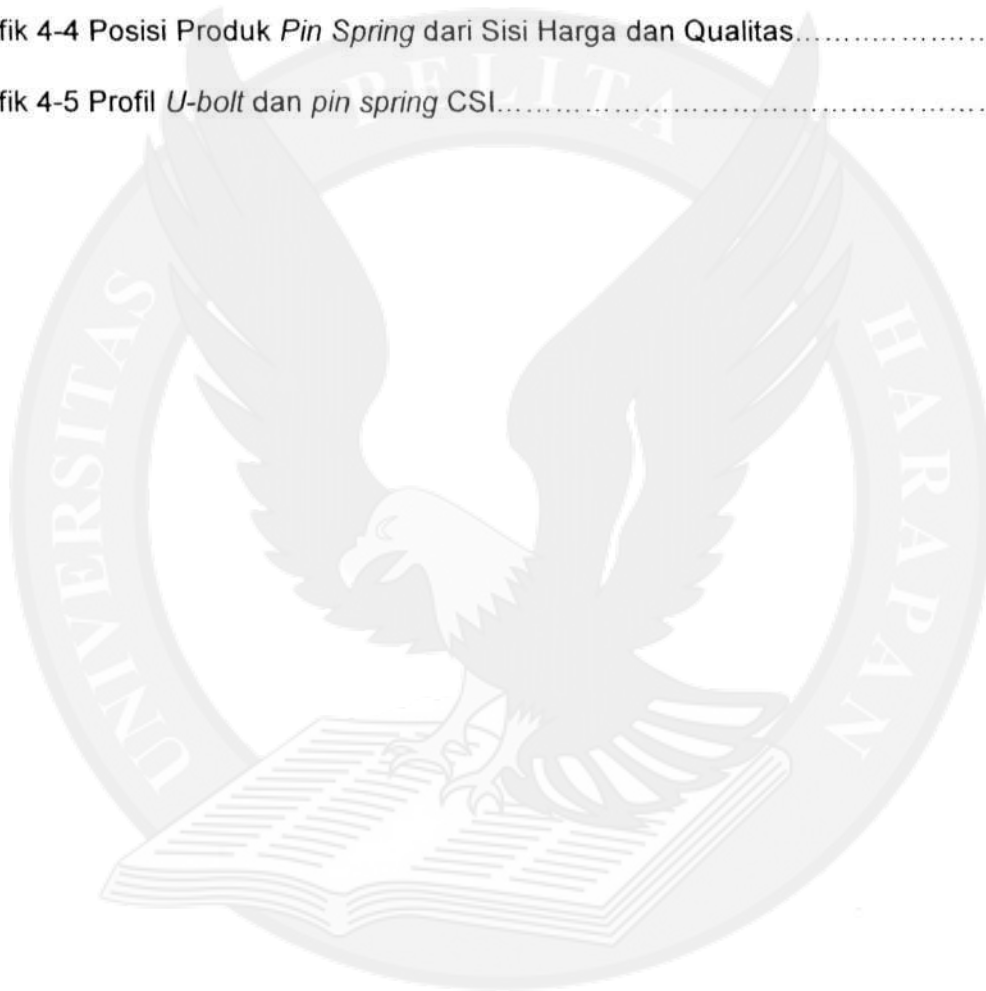 fik 4-4 Posisi Produk Pin Spring dari Sisi Harga dan Qualitas.......................
fik 4-5 Profil U-bolt dan pin spring CSI.................................................
UNIVERSITAS PELITA HARAPAN